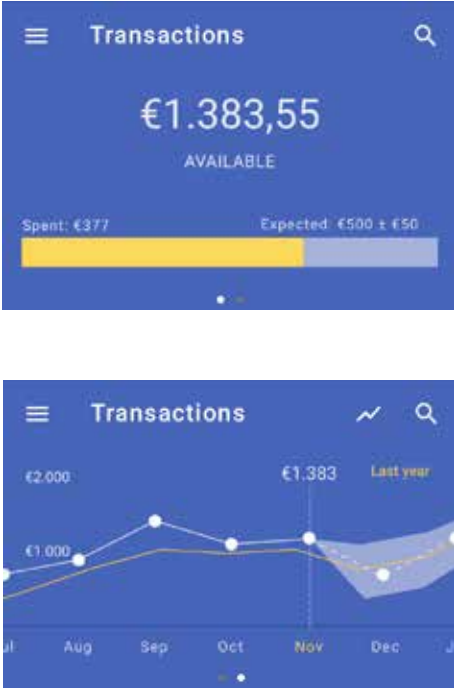 Transactions
€1.383,55
AVAILABLE
Spent: €377 Expected: €500 ± €50
Transactions
€2.000 €1.383 Last year
€1.000
ul Aug Sep Oct Nov Dec J